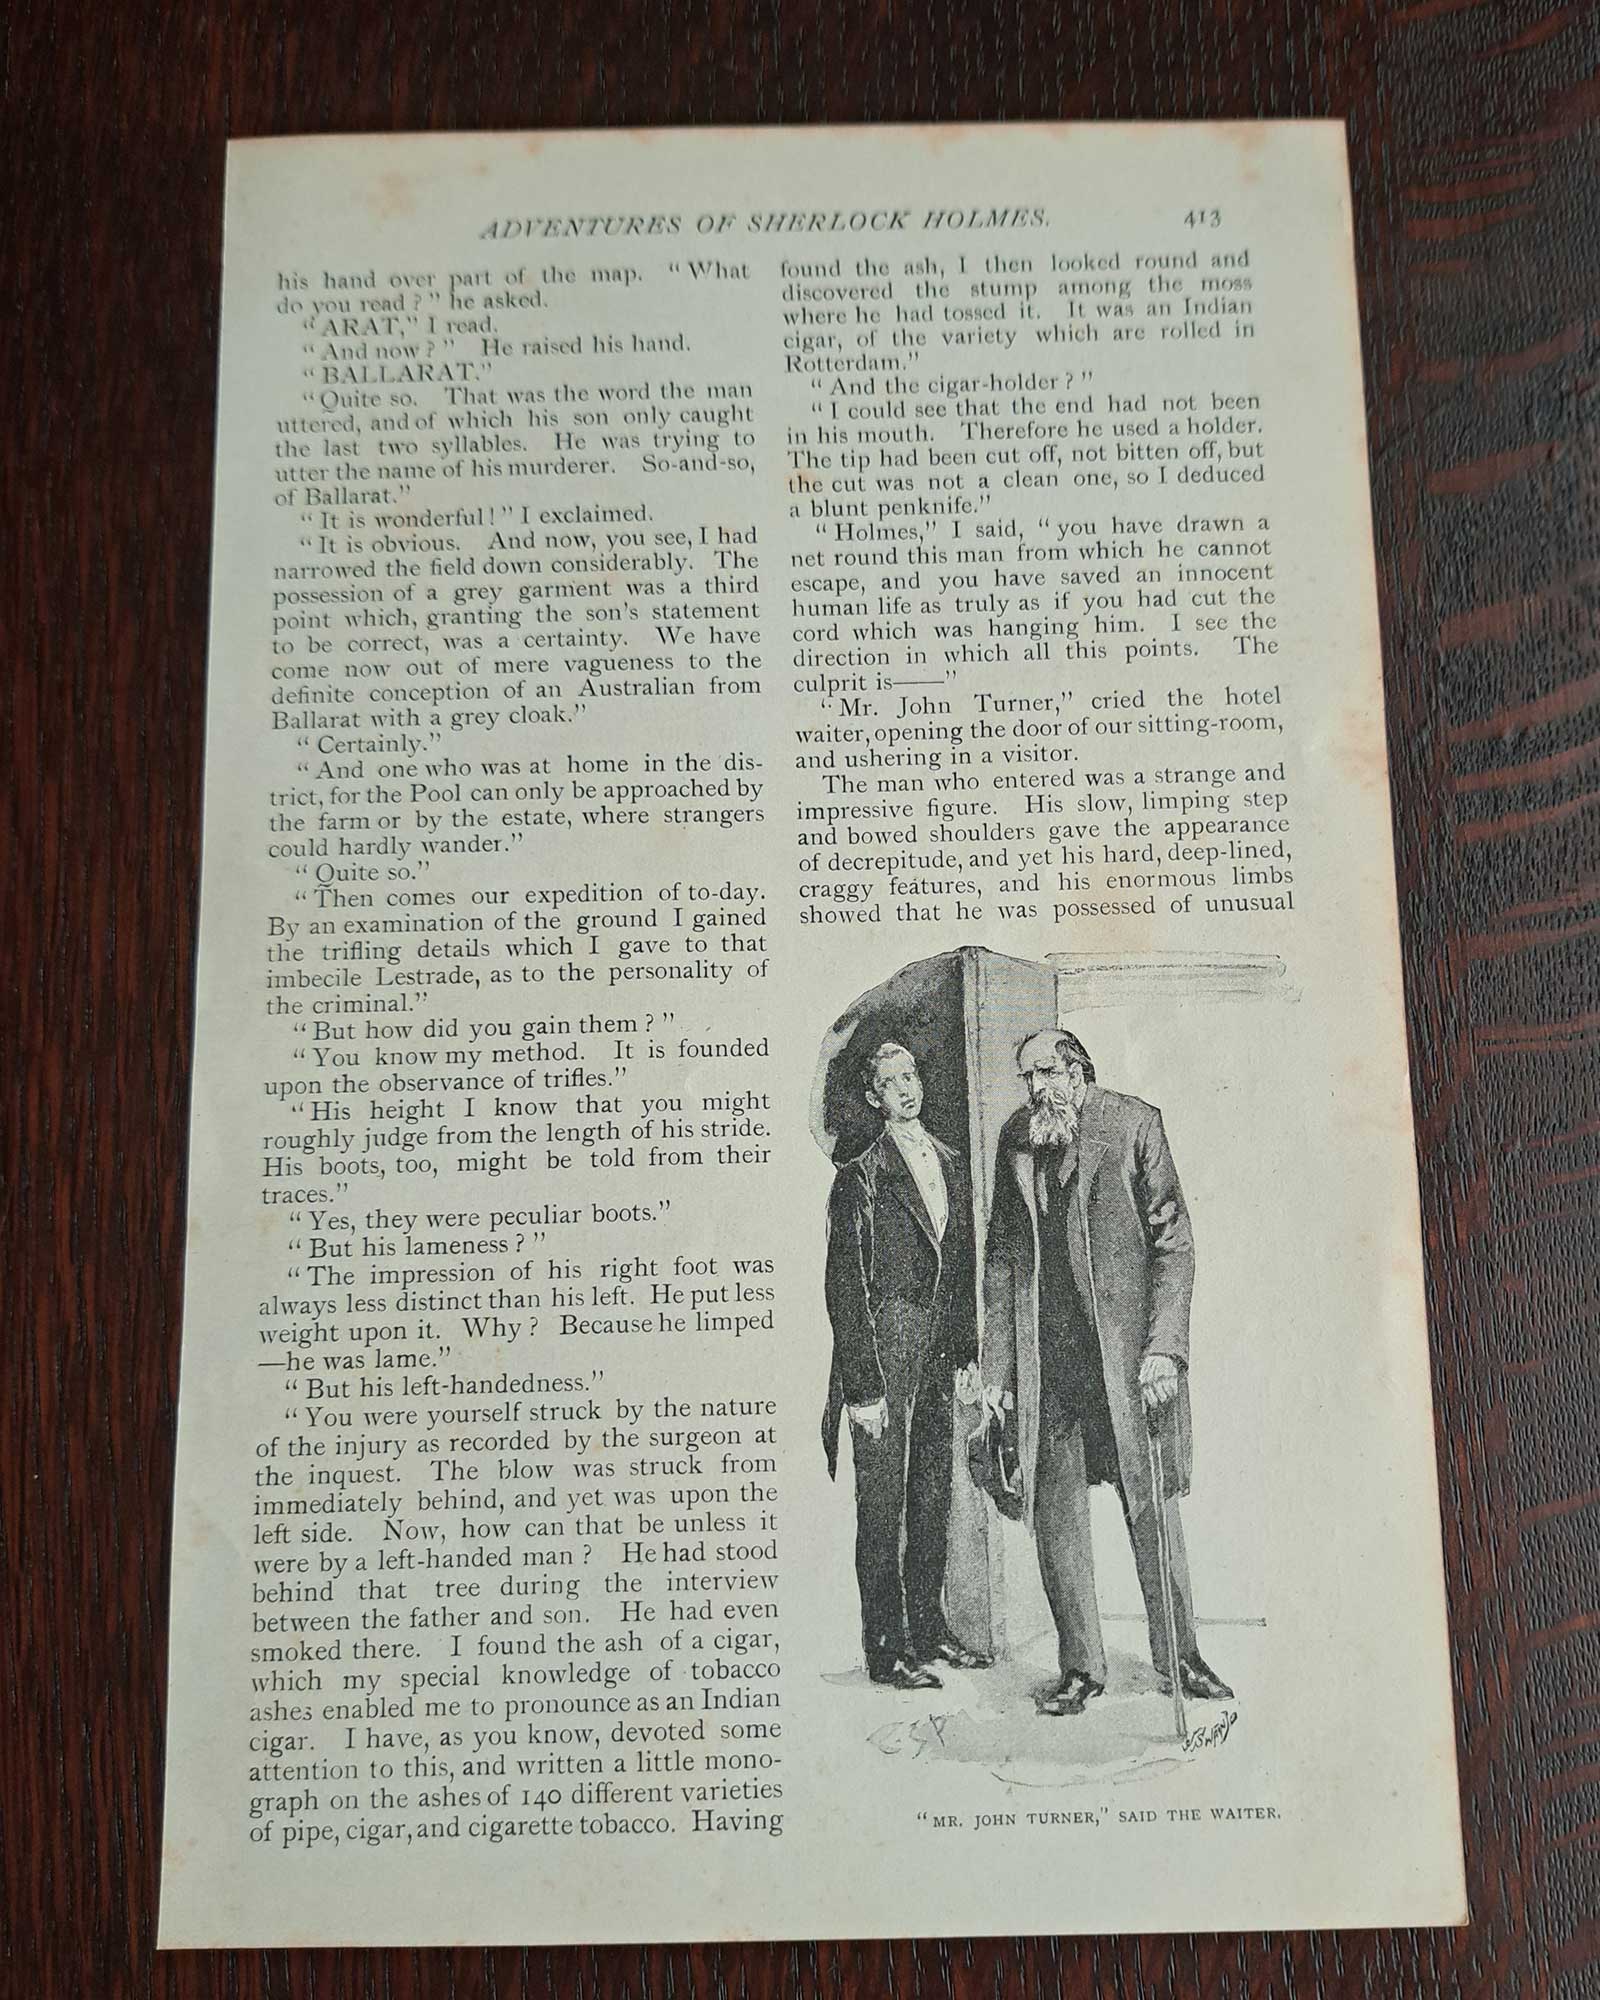 ADVENTURES OF SHERLOCK HOLMES. 413
his hand over part of the map. “What
do you read?” he asked.
“ARAT,” I read.
“And now?” He raised his hand.
“BALLARAT.”
“Quite so. That was the word the man
uttered, and of which his son only caught
the last two syllables. He was trying to
utter the name of his murderer. So-and-so,
of Ballarat.”
“It is wonderful!” I exclaimed.
“It is obvious. And now, you see, I had
narrowed the field down considerably. The
possession of a grey garment was a third
point which, granting the son’s statement
to be correct, was a certainty. We have
come now out of mere vagueness to the
definite conception of an Australian from
Ballarat with a grey cloak.”
“Certainly.”
“And one who was at home in the dis-
trict, for the Pool can only be approached by
the farm or by the estate, where strangers
could hardly wander.”
“Quite so.”
“Then comes our expedition of to-day.
By an examination of the ground I gained
the trifling details which I gave to that
imbecile Lestrade, as to the personality of
the criminal.”
“But how did you gain them?”
“You know my method. It is founded
upon the observance of trifles.”
“His height I know that you might
roughly judge from the length of his stride.
His boots, too, might be told from their
traces.”
“Yes, they were peculiar boots.”
“But his lameness?”
“The impression of his right foot was
always less distinct than his left. He put less
weight upon it. Why? Because he limped
—he was lame.”
“But his left-handedness.”
“You were yourself struck by the nature
of the injury as recorded by the surgeon at
the inquest. The blow was struck from
immediately behind, and yet was upon the
left side. Now, how can that be unless it
were by a left-handed man? He had stood
behind that tree during the interview
between the father and son. He had even
smoked there. I found the ash of a cigar,
which my special knowledge of tobacco
ashes enabled me to pronounce as an Indian
cigar. I have, as you know, devoted some
attention to this, and written a little mono-
graph on the ashes of 140 different varieties
of pipe, cigar, and cigarette tobacco. Having
found the ash, I then looked round and
discovered the stump among the moss
where he had tossed it. It was an Indian
cigar, of the variety which are rolled in
Rotterdam.”
“And the cigar-holder?”
“I could see that the end had not been
in his mouth. Therefore he used a holder.
The tip had been cut off, not bitten off, but
the cut was not a clean one, so I deduced
a blunt penknife.”
“Holmes,” I said, “you have drawn a
net round this man from which he cannot
escape, and you have saved an innocent
human life as truly as if you had cut the
cord which was hanging him. I see the
direction in which all this points. The
culprit is——”
“Mr. John Turner,” cried the hotel
waiter, opening the door of our sitting-room,
and ushering in a visitor.
The man who entered was a strange and
impressive figure. His slow, limping step
and bowed shoulders gave the appearance
of decrepitude, and yet his hard, deep-lined,
craggy features, and his enormous limbs
showed that he was possessed of unusual
“MR. JOHN TURNER,” SAID THE WAITER.